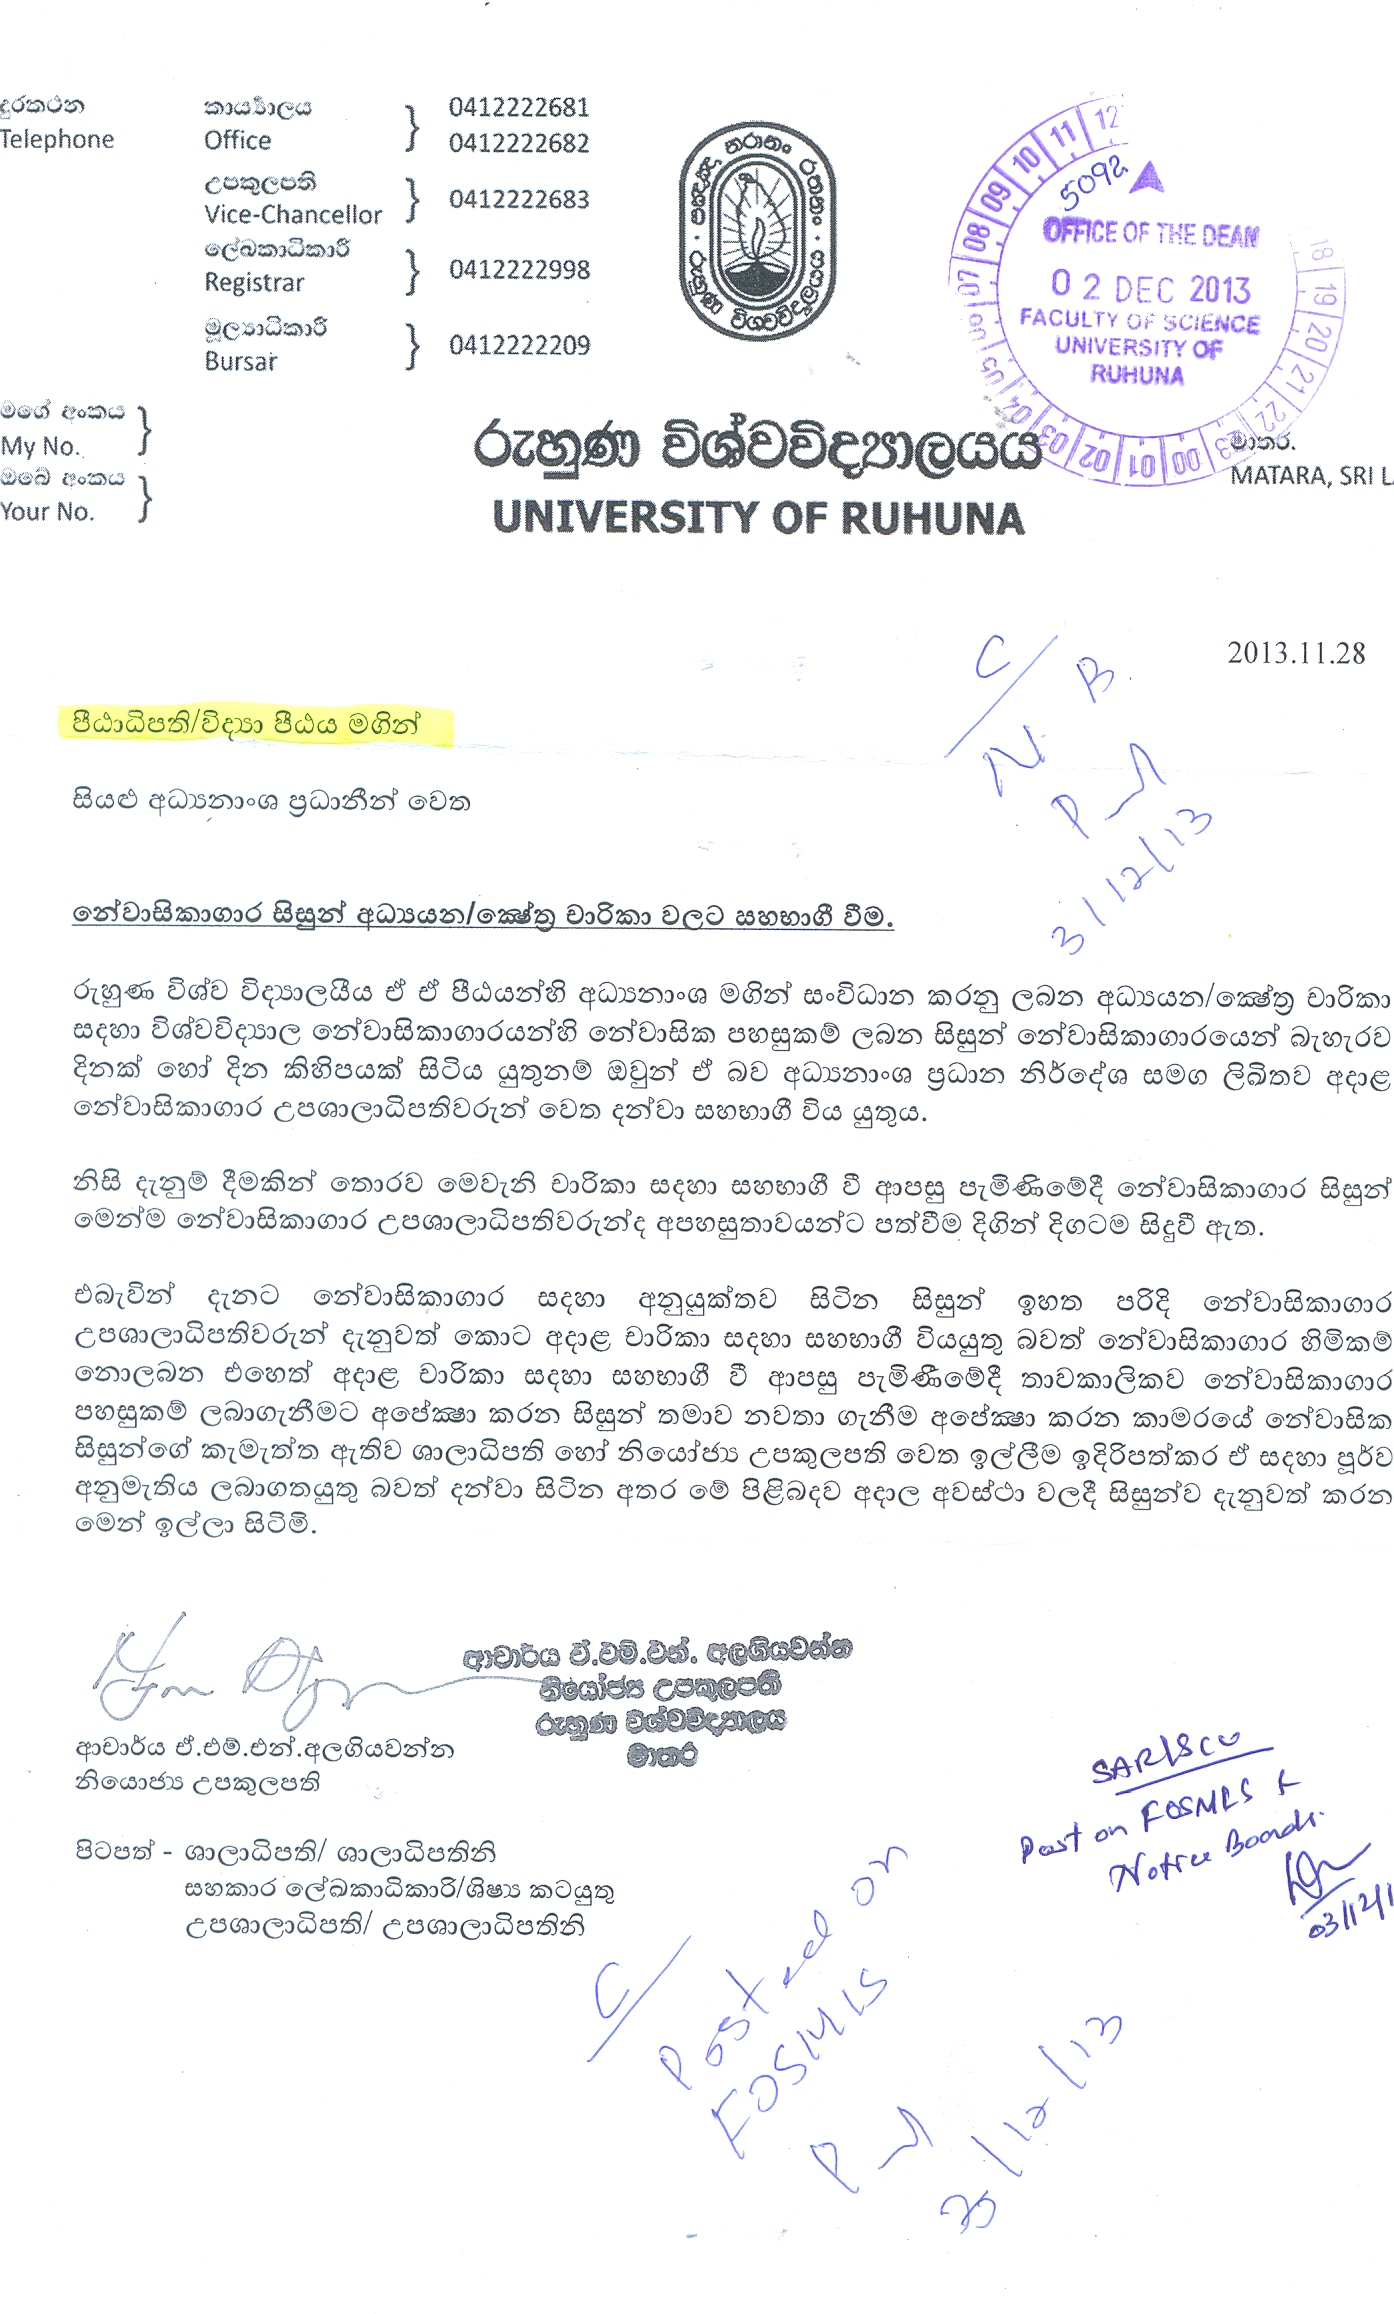 දුරකථන
Telephone
කාර්‍යාලය
Office
0412222681
0412222682
උපකුලපති
Vice-Chancellor
0412222683
ලේඛකාධිකාරී
Registrar
0412222998
මූල්‍යාධිකාරී
Bursar
0412222209
මගේ අංකය
My No.
ඔබේ අංකය
Your No.
රුහුණ විශ්වවිද්‍යාලයය
5092
OFFICE OF THE DEAN
02 DEC 2013
FACULTY OF SCIENCE
UNIVERSITY OF
RUHUNA
රුහුණ විශ්වවිද්‍යාලයය
UNIVERSITY OF RUHUNA
මාතර.
MATARA, SRI L
2013.11.28
C
N B
3/12/13
පීඨාධිපති/විද්‍යා පීඨය මගින්
සියළු අධ්‍යනාංශ ප්‍රධානීන් වෙත
නේවාසිකාගාර සිසුන් අධ්‍යයන/ක්‍ෂේත්‍ර චාරිකා වලට සහභාගී වීම.
රුහුණ විශ්ව විද්‍යාලයීය ඒ ඒ පීඨයන්හි අධ්‍යනාංශ මගින් සංවිධාන කරනු ලබන අධ්‍යයන/ක්‍ෂේත්‍ර චාරිකා
සදහා විශ්වවිද්‍යාල නේවාසිකාගාරයන්හි නේවාසික පහසුකම් ලබන සිසුන් නේවාසිකාගාරයෙන් බැහැරව
දිනක් හෝ දින කිහිපයක් සිටිය යුතුනම් ඔවුන් ඒ බව අධ්‍යනාංශ ප්‍රධාන නිර්දේශ සමග ලිඛිතව අදාළ
නේවාසිකාගාර උපශාලාධිපතිවරුන් වෙත දන්වා සහභාගී විය යුතුය.
නිසි දැනුම් දීමකින් තොරව මෙවැනි චාරිකා සදහා සහභාගී වී ආපසු පැමිණිමේදී නේවාසිකාගාර සිසුන්
මෙන්ම නේවාසිකාගාර උපශාලාධිපතිවරුන්ද අපහසුතාවයන්ට පත්වීම දිගින් දිගටම සිදුවී ඇත.
එබැවින් දැනට නේවාසිකාගාර සදහා අනුයුක්තව සිටින සිසුන් ඉහත පරිදි නේවාසිකාගාර
උපශාලාධිපතිවරුන් දැනුවත් කොට අදාළ චාරිකා සදහා සහභාගී වියයුතු බවත් නේවාසිකාගාර හිමිකම්
නොලබන එහෙත් අදාළ චාරිකා සදහා සහභාගී වී ආපසු පැමිණීමේදී තාවකාලිකව නේවාසිකාගාර
පහසුකම් ලබාගැනීමට අපේක්‍ෂා කරන සිසුන් තමාව නවතා ගැනීම අපේක්‍ෂා කරන කාමරයේ නේවාසික
සිසුන්ගේ කැමැත්ත ඇතිව ශාලාධිපති හෝ නියෝජ්‍ය උපකුලපති වෙත ඉල්ලීම ඉදිරිපත්කර ඒ සදහා පූර්ව
අනුමැතිය ලබාගතයුතු බවත් දන්වා සිටින අතර මේ පිළිබදව අදාල අවස්ථා වලදී සිසුන්ව දැනුවත් කරන
මෙන් ඉල්ලා සිටිමි.
ආචාර්ය ඒ.එම්.එන්. අලගියවන්න
නියෝජ්‍ය උපකුලපති
රුහුණ විශ්වවිද්‍යාලය
මාතර
ආචාර්ය ඒ.එම්.එන්.අලගියවන්න
නියොජ්‍ය උපකුලපති
පිටපත් - ශාලාධිපති/ ශාලාධිපතිනි
සහකාර ලේඛකාධිකාරි/ශිෂ්‍ය කටයුතු
උපශාලාධිපති/ උපශාලාධිපතිනි
Post on FOSMIS &
Notice Boards.
03/12/1
C
Posted on
FOSMIS
3/12/13